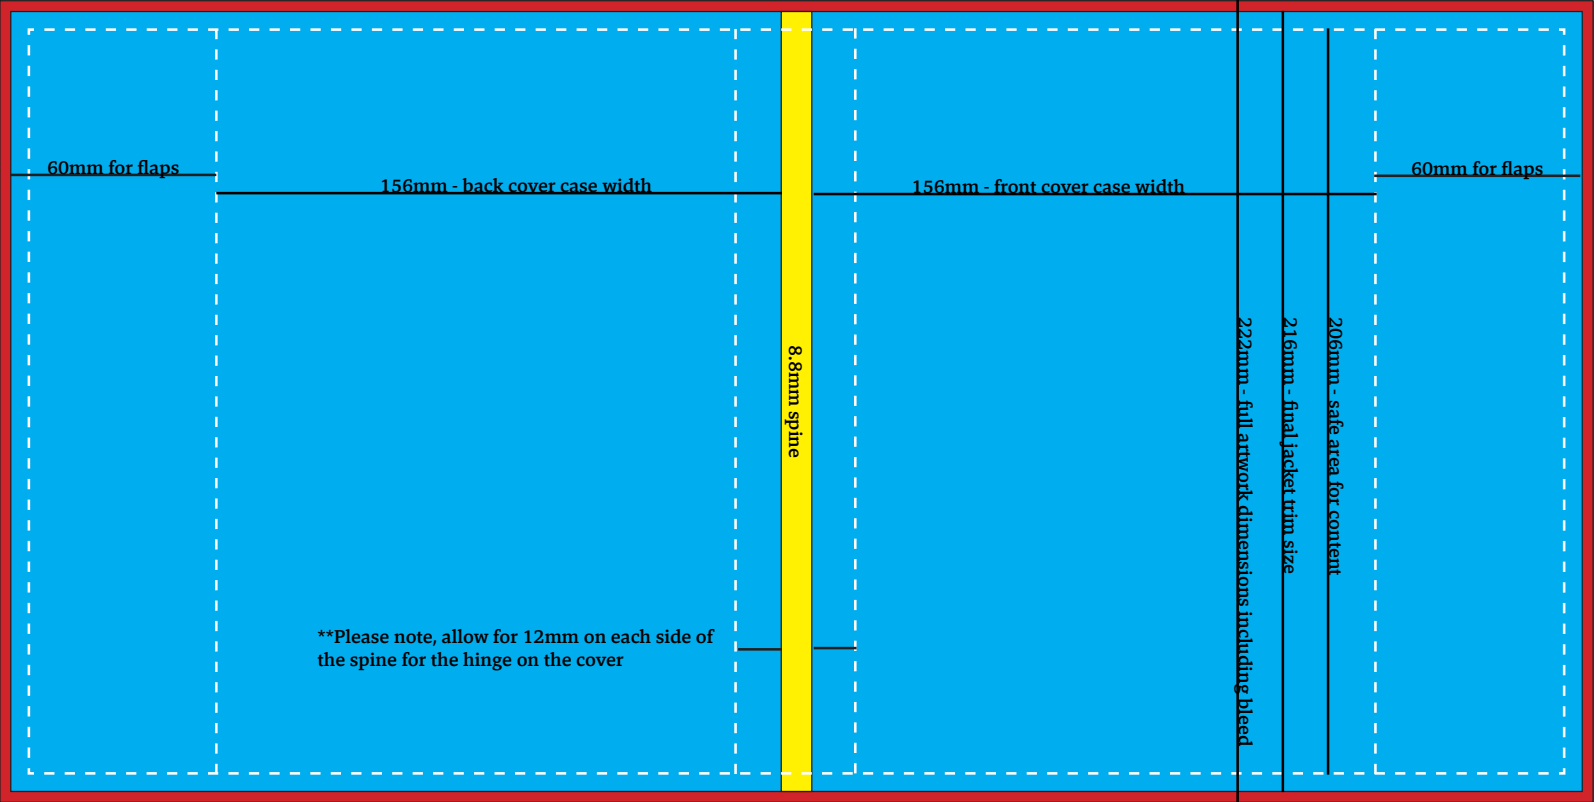 60mm for flaps
156mm - back cover case width
156mm - front cover case width
60mm for flaps
8.8mm spine
222mm - full artwork dimensions including bleed
216mm - final jacket trim size
206mm - safe area for content
**Please note, allow for 12mm on each side of
the spine for the hinge on the cover